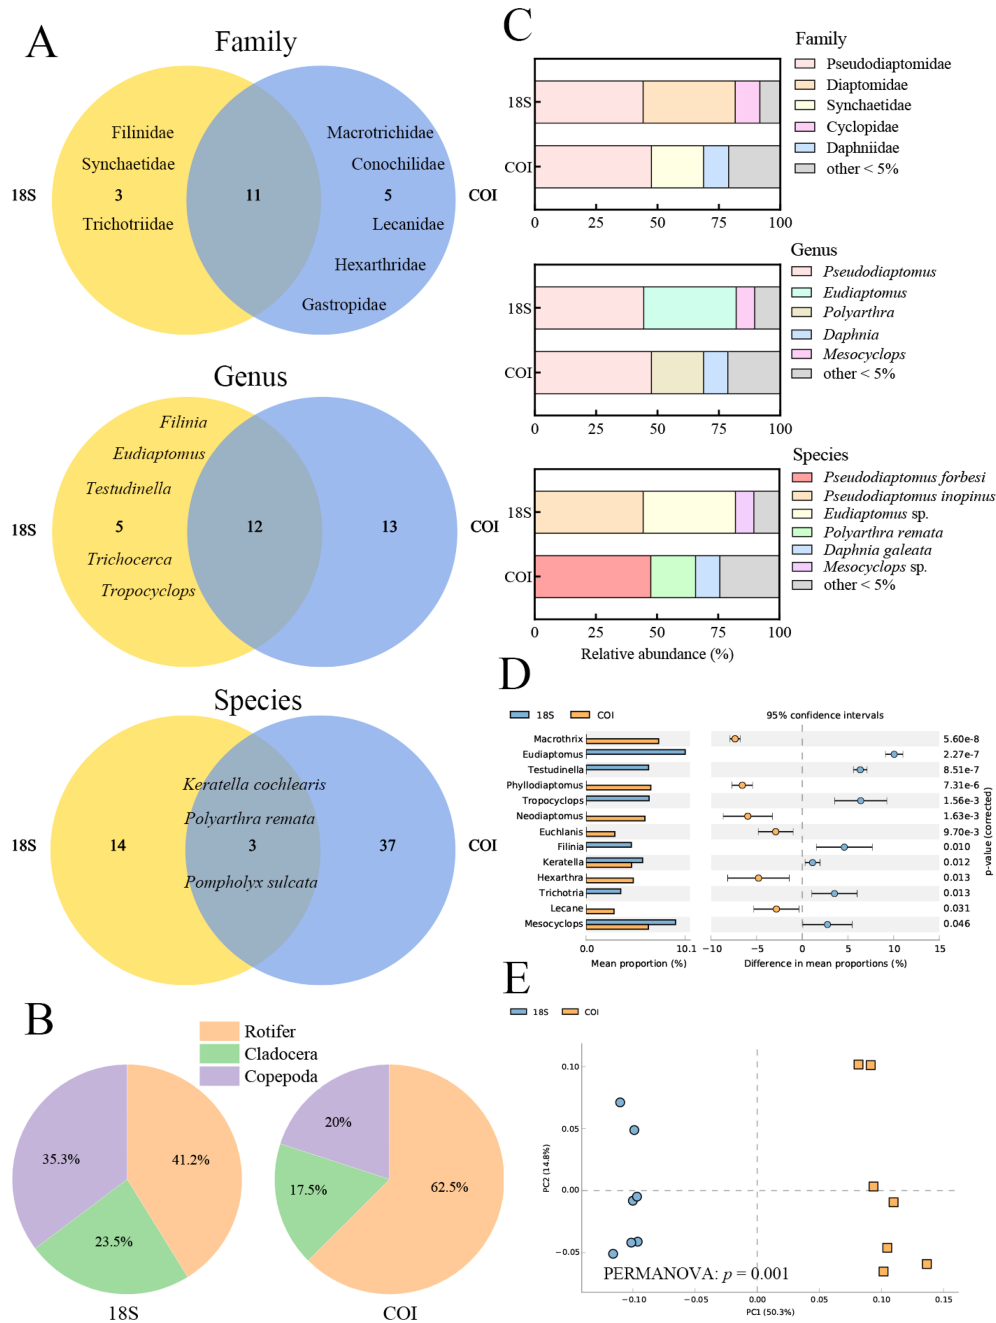 A
Family
Filinidae
Synchaetidae
3
Trichotriidae
18S
11
Macrotrichidae
Conochilidae
5
Lecanidae
Hexarthridae
Gastropidae
COI
Genus
Filinia
Eudiaptomus
Testudinella
5
Trichocerca
Tropocyclops
18S
12
13
COI
Species
18S
14
Keratella cochlearis
Polyarthra remata
3
Pompholyx sulcata
37
COI
B
Rotifer
Cladocera
Copepoda
35.3%
41.2%
23.5%
18S
20%
17.5%
62.5%
COI
C
Family
Pseudodiaptomidae
Diaptomidae
Synchaetidae
Cyclopidae
Daphniidae
other < 5%
18S
COI
0 25 50 75 100
Genus
Pseudodiaptomus
Eudiaptomus
Polyarthra
Daphnia
Mesocyclops
other < 5%
18S
COI
0 25 50 75 100
Species
Pseudodiaptomus forbesi
Pseudodiaptomus inopinus
Eudiaptomus sp.
Polyarthra remata
Daphnia galeata
Mesocyclops sp.
other < 5%
18S
COI
0 25 50 75 100
Relative abundance (%)
D
18S COI
95% confidence intervals
Macrothrix 5.60e-8
Eudiaptomus 2.27e-7
Testudinella 8.51e-7
Phyllodiaptomus 7.31e-6
Tropocyclops 1.56e-3
Neodiaptomus 1.63e-3
Euchlanis 9.70e-3
Filinia 0.010
Keratella 0.012
Hexarthra 0.013
Trichotria 0.013
Lecane 0.031
Mesocyclops 0.046
p-value (corrected)
0.0 10.1
Mean proportion (%)
−10 −5 0 5 10 15
Difference in mean proportions (%)
E
18S COI
PC2 (14.8%)
0.10
0.05
0.00
−0.05
PERMANOVA: p = 0.001
−0.10 −0.05 0.00 0.05 0.10 0.15
PC1 (50.3%)